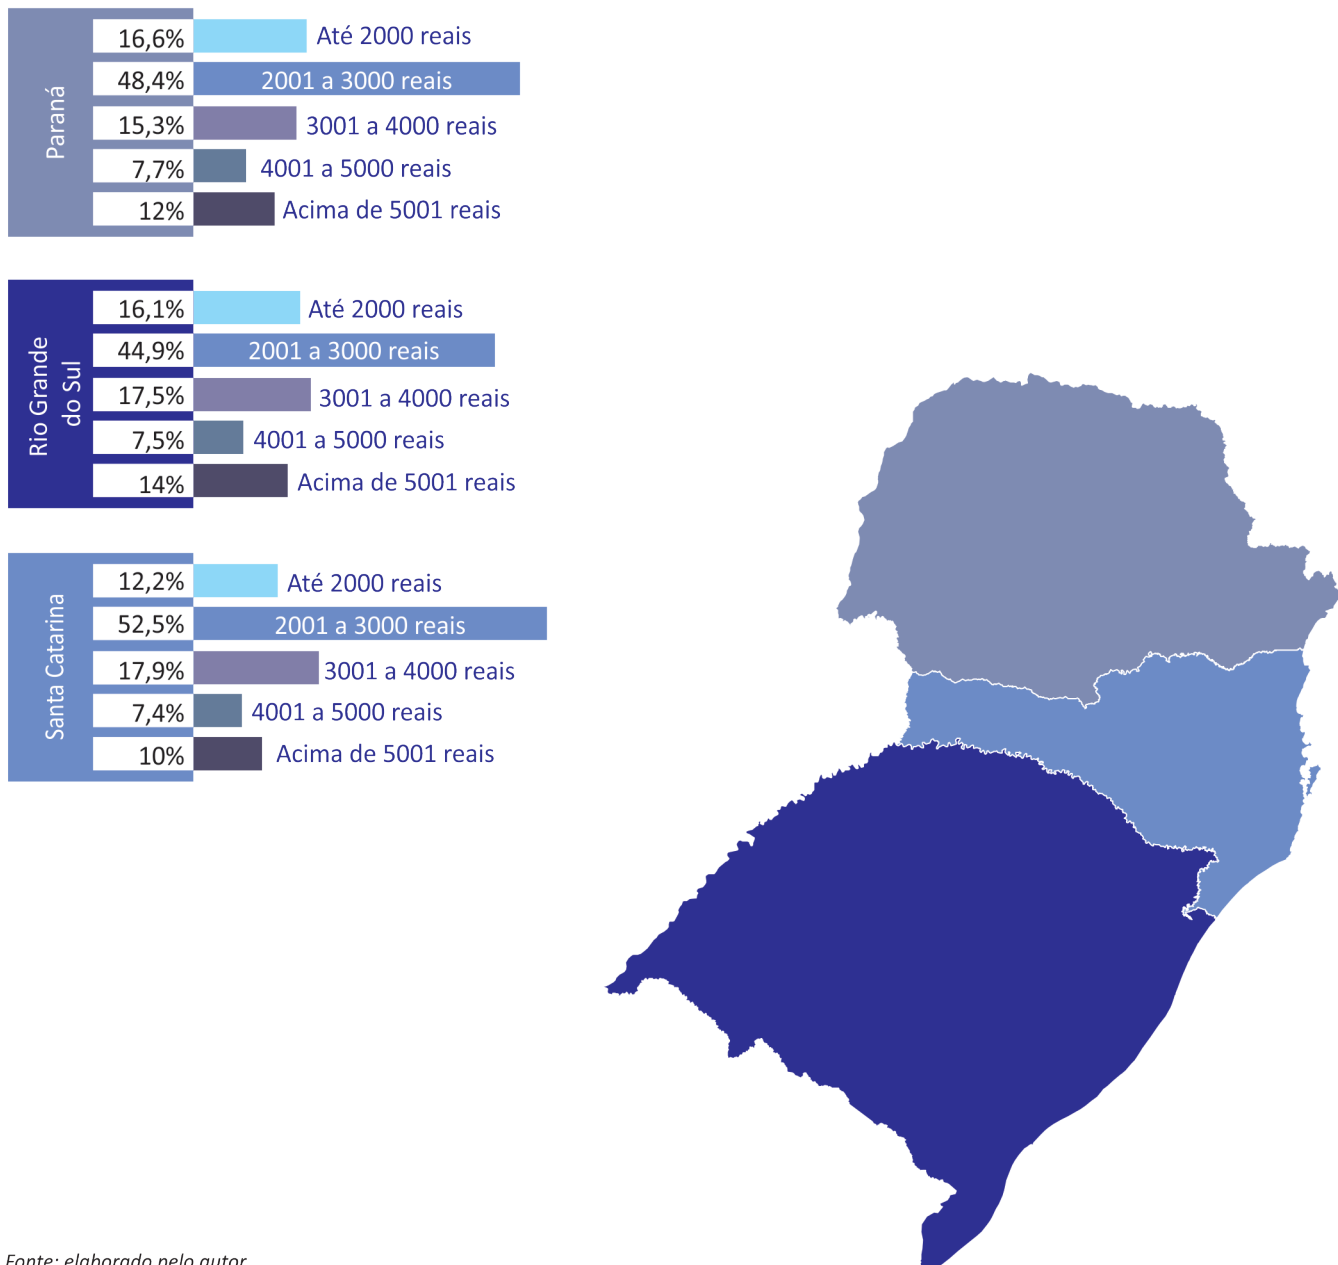 Paraná
16,6% Até 2000 reais
48,4% 2001 a 3000 reais
15,3% 3001 a 4000 reais
7,7% 4001 a 5000 reais
12% Acima de 5001 reais
Rio Grande
do Sul
16,1% Até 2000 reais
44,9% 2001 a 3000 reais
17,5% 3001 a 4000 reais
7,5% 4001 a 5000 reais
14% Acima de 5001 reais
Santa Catarina
12,2% Até 2000 reais
52,5% 2001 a 3000 reais
17,9% 3001 a 4000 reais
7,4% 4001 a 5000 reais
10% Acima de 5001 reais
Fonte: elaborado pelo autor